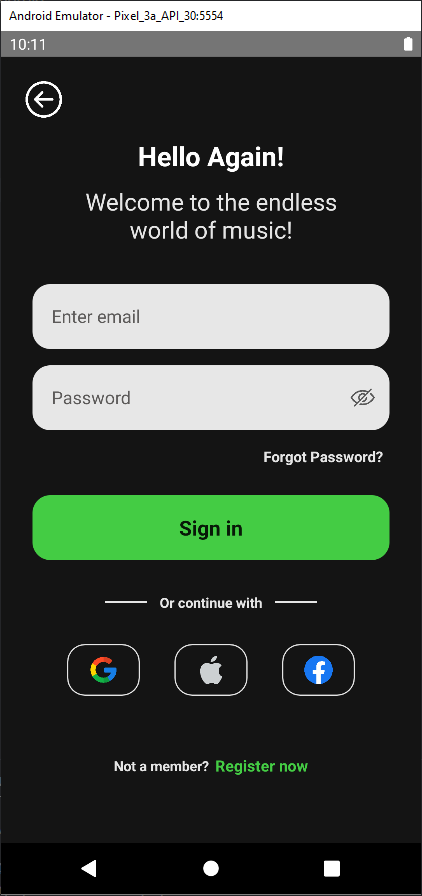 Android Emulator - Pixel_3a_API_30:5554
10:11
Hello Again!
Welcome to the endless
world of music!
Enter email
Password
Forgot Password?
Sign in
Or continue with
Not a member? Register now